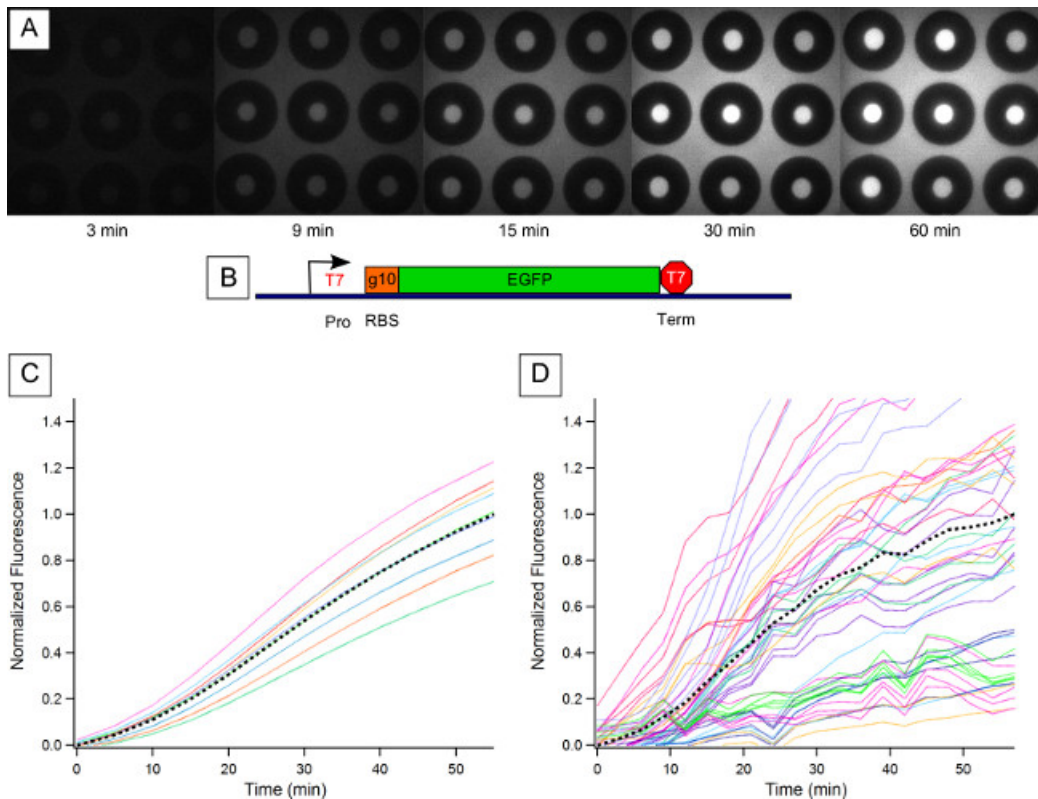 A
3 min
9 min
15 min
30 min
60 min
B
T7
g10
EGFP
T7
Pro
RBS
Term
C
D
1.4
1.2
1.0
0.8
0.6
0.4
0.2
0.0
Normalized Fluorescence
0
10
20
30
40
50
Time (min)
1.4
1.2
1.0
0.8
0.6
0.4
0.2
0.0
Normalized Fluorescence
0
10
20
30
40
50
Time (min)